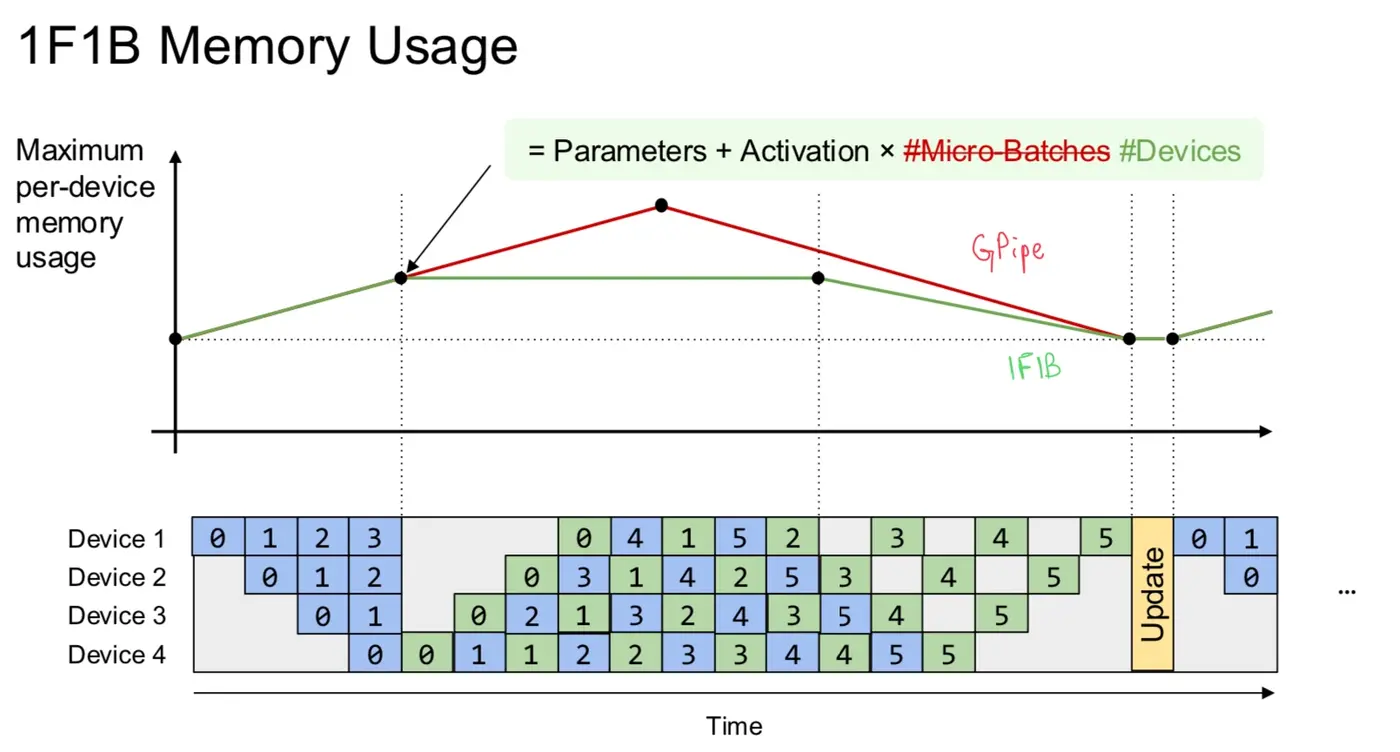 1F1B Memory Usage
Maximum
per-device
memory
usage
= Parameters + Activation × #Micro-Batches #Devices
GPipe
1F1B
Device 1 0 1 2 3 0 4 1 5 2 3 4 5 0 1
Device 2 0 1 2 0 3 1 4 2 5 3 4 5 0
Device 3 0 1 0 2 1 3 2 4 3 5 4 5
Device 4 0 0 1 1 2 2 3 3 4 4 5 5
Update
...
Time